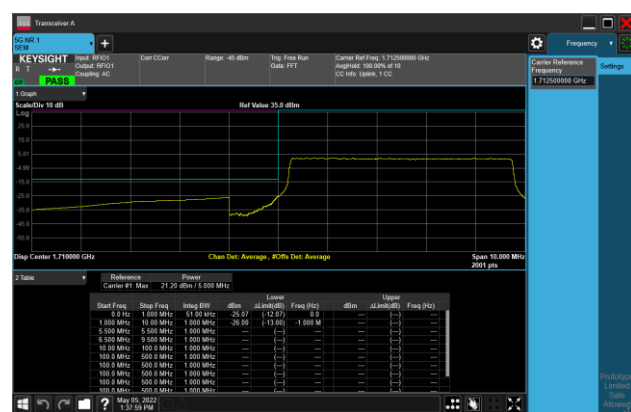 Transceiver A
5G NR 1
SEM
Frequency
KEYSIGHT
R T
PASS
Input: RFIO1
Output: RFIO1
Coupling: AC
Corr CCorr
Range: -45 dBm
Trig: Free Run
Gate: FFT
Carrier Ref Freq: 1.712500000 GHz
Avg|Hold: 100.00% of 10
CC Info: Uplink, 1 CC
Carrier Reference
Frequency
1.712500000 GHz
Settings
1 Graph
Scale/Div 10 dB
Ref Value 35.0 dBm
Log
25.0
15.0
5.01
-4.99
-15.0
-25.0
-35.0
-45.0
-55.0
Disp Center 1.710000 GHz
Chan Det: Average , #Offs Det: Average
Span 10.000 MHz
2001 pts
2 Table
Reference Power
Carrier #1 Max 21.20 dBm / 5.000 MHz
Lower Upper
Start Freq Stop Freq Integ BW dBm ΔLimit(dB) Freq (Hz) dBm ΔLimit(dB) Freq (Hz)
0.0 Hz 1.000 MHz 51.00 kHz -25.07 (-12.07) 0.0 --- (---) ---
1.000 MHz 10.00 MHz 1.000 MHz -26.00 (-13.00) -1.000 M --- (---) ---
5.500 MHz 5.500 MHz 1.000 MHz --- (---) --- --- (---) ---
6.500 MHz 9.500 MHz 1.000 MHz --- (---) --- --- (---) ---
10.00 MHz 100.0 MHz 1.000 MHz --- (---) --- --- (---) ---
100.0 MHz 500.0 MHz 1.000 MHz --- (---) --- --- (---) ---
100.0 MHz 500.0 MHz 1.000 MHz --- (---) --- --- (---) ---
100.0 MHz 500.0 MHz 1.000 MHz --- (---) --- --- (---) ---
100.0 MHz 500.0 MHz 1.000 MHz --- (---) --- --- (---) ---
100.0 MHz 500.0 MHz 1.000 MHz --- (---) --- --- (---) ---
Prototype
Limited
Sale
Allowed
May 05, 2022
1:37:59 PM